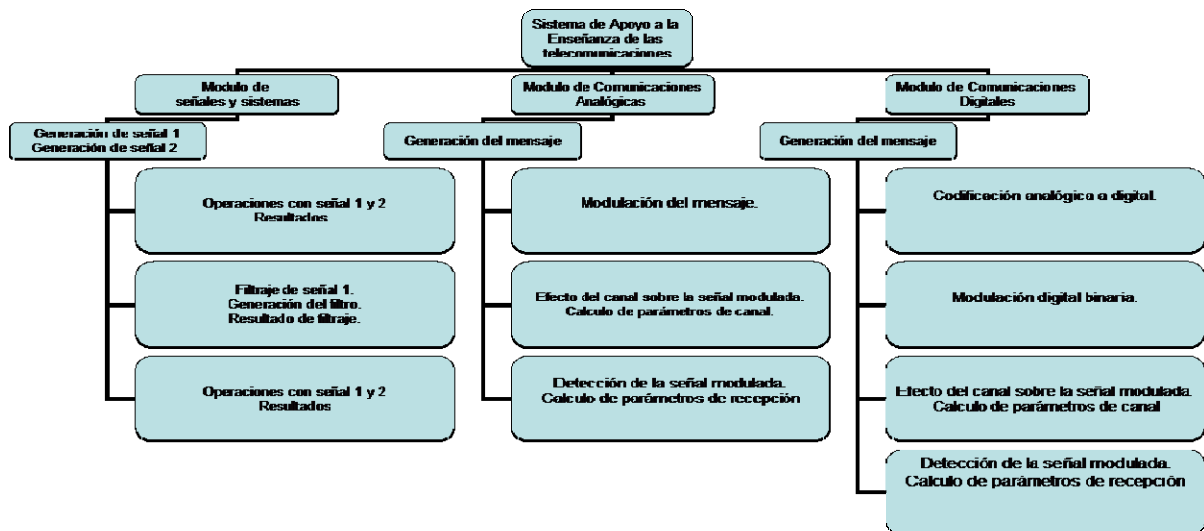 Sistema de Apoyo a la
Enseñanza de las
telecomunicaciones
Modulo de
señales y sistemas
Modulo de Comunicaciones
Analógicas
Modulo de Comunicaciones
Digitales
Generación de señal 1
Generación de señal 2
Generación del mensaje
Generación del mensaje
Operaciones con señal 1 y 2
Resultados
Filtraje de señal 1.
Generación del filtro.
Resultado de filtraje.
Operaciones con señal 1 y 2
Resultados
Modulación del mensaje.
Efecto del canal sobre la señal modulada.
Calculo de parámetros de canal.
Detección de la señal modulada.
Calculo de parámetros de recepción
Codificación analógico a digital.
Modulación digital binaria.
Efecto del canal sobre la señal modulada.
Calculo de parámetros de canal
Detección de la señal modulada.
Calculo de parámetros de recepción